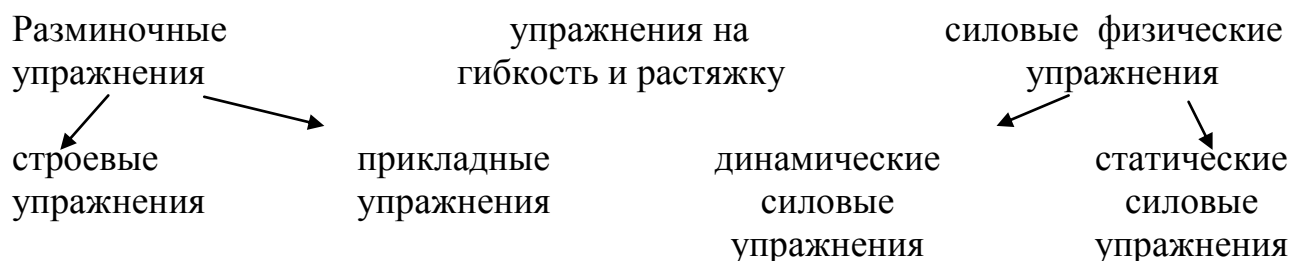 Разминочные упражнения на силовые физические
упражнения гибкость и растяжку упражнения
строевые прикладные динамические статические
упражнения упражнения силовые силовые
упражнения упражнения